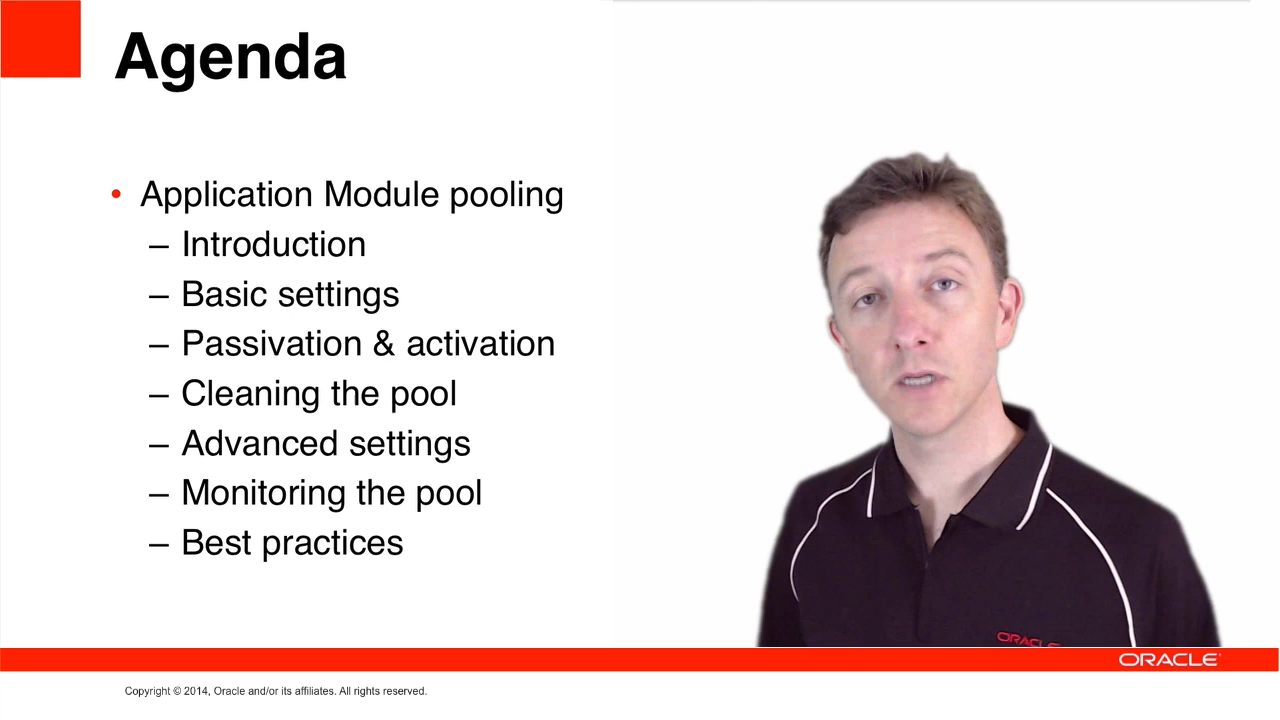 Agenda
• Application Module pooling
– Introduction
– Basic settings
– Passivation & activation
– Cleaning the pool
– Advanced settings
– Monitoring the pool
– Best practices
ORACLE
ORACLE
Copyright © 2014, Oracle and/or its affiliates. All rights reserved.